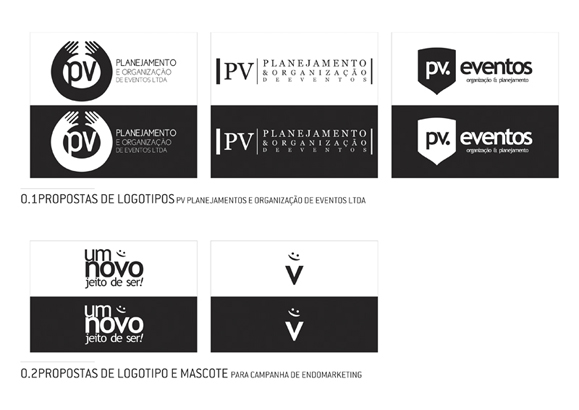 pv
PLANEJAMENTO
E ORGANIZAÇÃO
DE EVENTOS LTDA
PV
PLANEJAMENTO
& ORGANIZAÇÃO
DE EVENTOS
pv. eventos
organização & planejamento
pv
PLANEJAMENTO
E ORGANIZAÇÃO
DE EVENTOS LTDA
PV
PLANEJAMENTO
& ORGANIZAÇÃO
DE EVENTOS
pv. eventos
organização & planejamento
0.1PROPOSTAS DE LOGOTIPOS PV PLANEJAMENTOS E ORGANIZAÇÃO DE EVENTOS LTDA
um
novo
jeito de ser!
v
um
novo
jeito de ser!
v
0.2PROPOSTAS DE LOGOTIPO E MASCOTE PARA CAMPANHA DE ENDOMARKETING